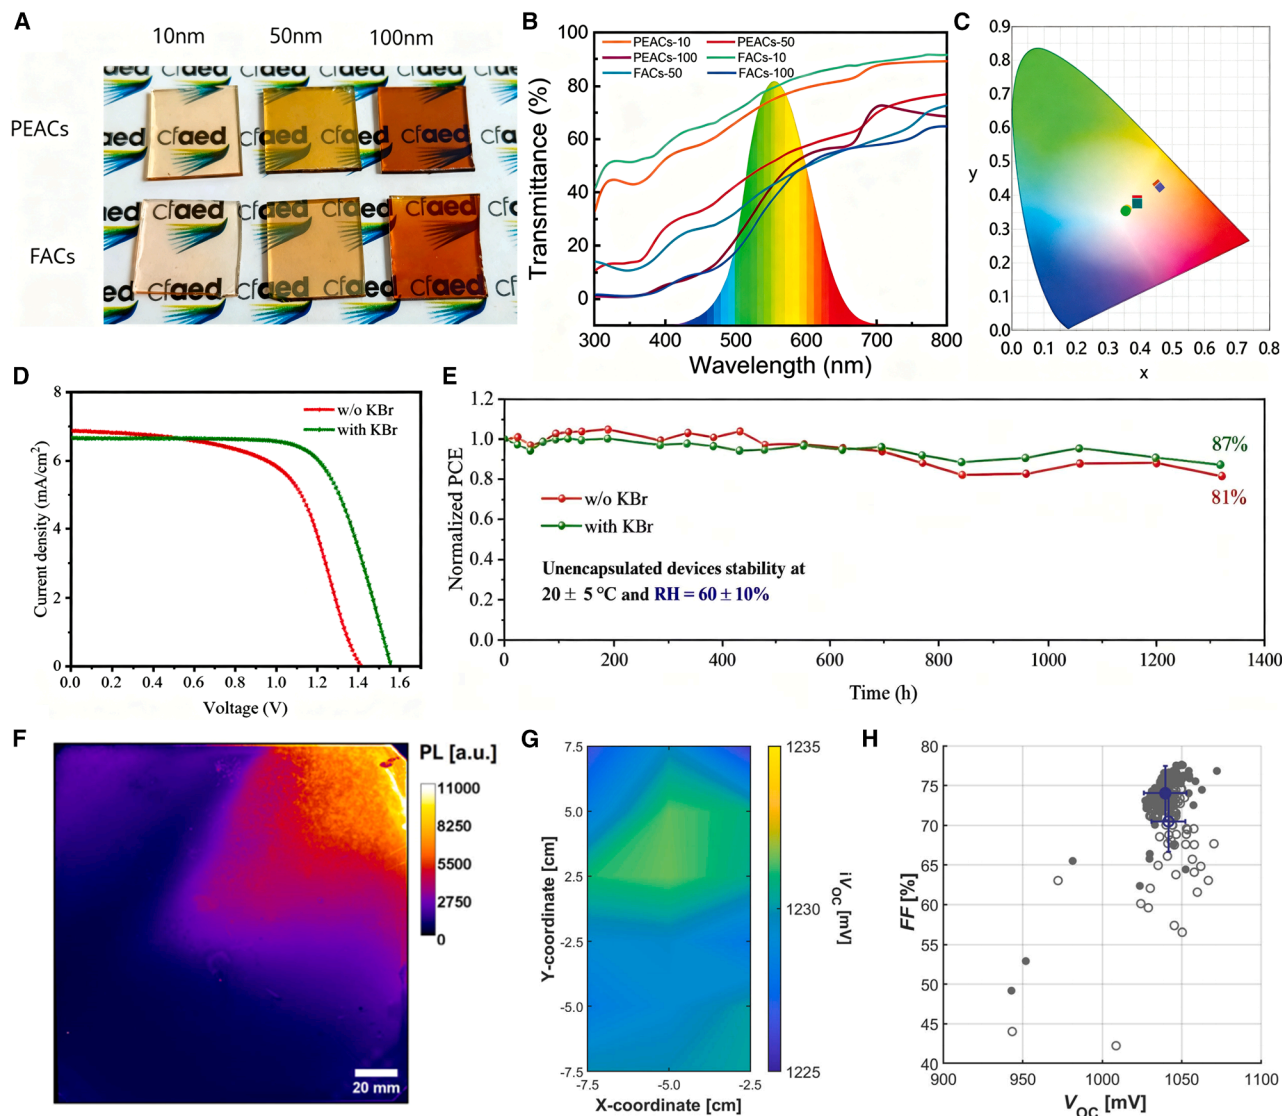 A
10nm 50nm 100nm
PEACs
FACs
cfaed cfaed cfaed
cfaed cfaed cfaed
B
Transmittance (%)
100
80
60
40
20
0
PEACs-10 PEACs-50
PEACs-100 FACs-10
FACs-50 FACs-100
300 400 500 600 700 800
Wavelength (nm)
C
y
0.9
0.8
0.7
0.6
0.5
0.4
0.3
0.2
0.1
0.0
0.0 0.1 0.2 0.3 0.4 0.5 0.6 0.7 0.8
x
D
Current density (mA/cm²)
8
6
4
2
0
w/o KBr
with KBr
0.0 0.2 0.4 0.6 0.8 1.0 1.2 1.4 1.6
Voltage (V)
E
Normalized PCE
1.2
1.0
0.8
0.6
0.4
0.2
0.0
87%
81%
w/o KBr
with KBr
Unencapsulated devices stability at
20 ± 5 °C and RH = 60 ± 10%
0 200 400 600 800 1000 1200 1400
Time (h)
F
PL [a.u.]
11000
8250
5500
2750
0
20 mm
G
Y-coordinate [cm]
7.5
5.0
2.5
-2.5
-5.0
-7.5
-7.5 -5.0 -2.5
X-coordinate [cm]
1235
1230
1225
iVOC [mV]
H
FF [%]
80
75
70
65
60
55
50
45
40
900 950 1000 1050 1100
VOC [mV]